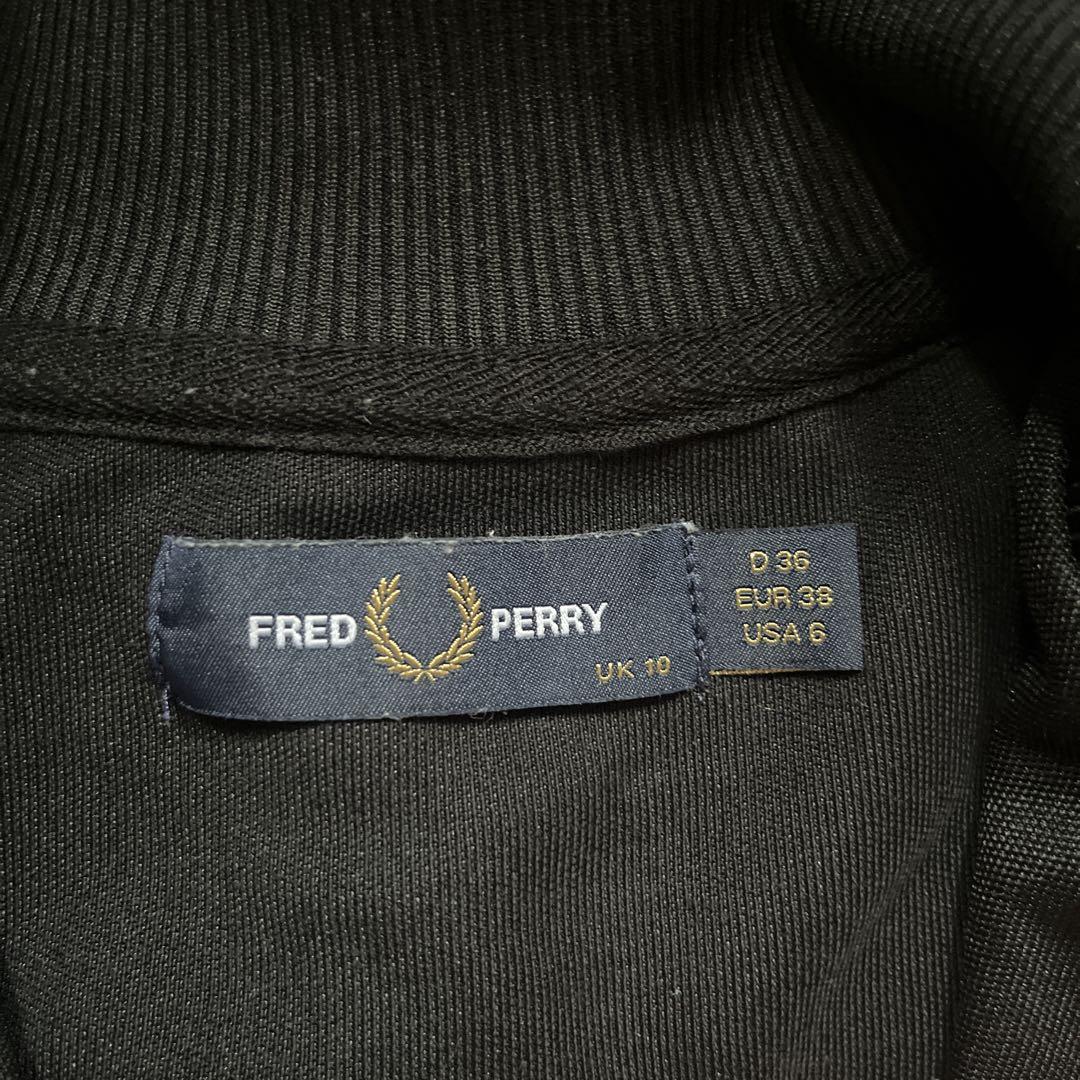 FRED PERRY
UK 10
D 36
EUR 38
USA 6